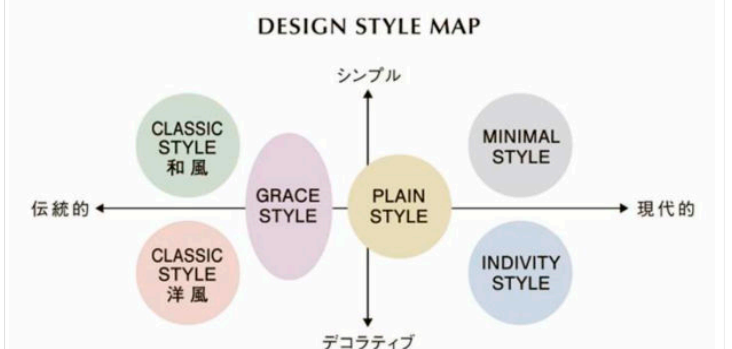 DESIGN STYLE MAP
シンプル
CLASSIC
STYLE
和風
MINIMAL
STYLE
伝統的
GRACE
STYLE
PLAIN
STYLE
現代的
CLASSIC
STYLE
洋風
INDIVITY
STYLE
デコラティブ